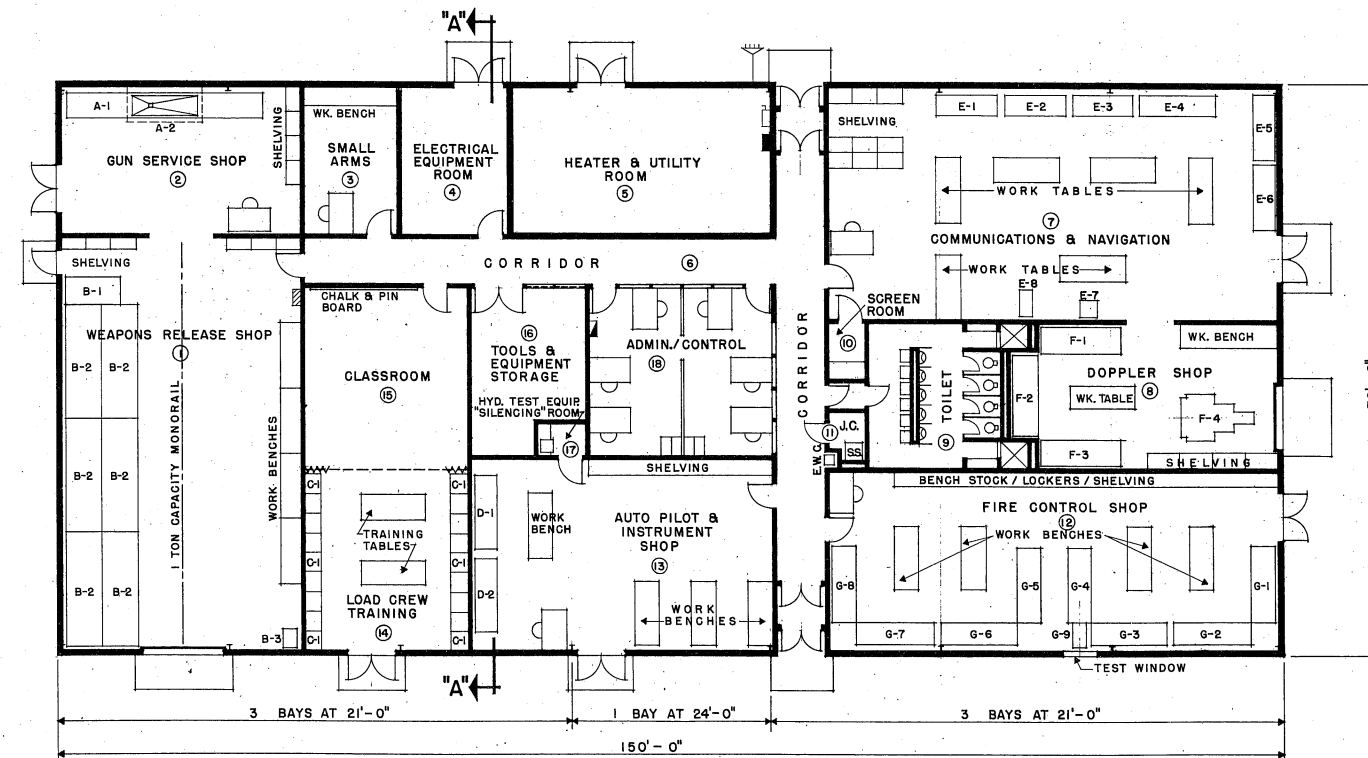 "A"
A-1
A-2
GUN SERVICE SHOP
2
SHELVING
WK. BENCH
SMALL
ARMS
3
ELECTRICAL
EQUIPMENT
ROOM
4
HEATER & UTILITY
ROOM
5
SHELVING
E-1
E-2
E-3
E-4
E-5
E-6
WORK TABLES
7
COMMUNICATIONS & NAVIGATION
WORK TABLES
E-8
E-7
CORRIDOR
6
SHELVING
B-1
WEAPONS RELEASE SHOP
1
B-2
B-2
B-2
B-2
B-2
B-2
1 TON CAPACITY MONORAIL
WORK BENCHES
B-3
CHALK & PIN
BOARD
CLASSROOM
15
16
TOOLS &
EQUIPMENT
STORAGE
HYD. TEST EQUIP.
"SILENCING" ROOM
17
ADMIN./CONTROL
18
CORRIDOR
SCREEN
ROOM
10
11
J.C.
S.S.
E.W.C.
TOILET
9
F-1
F-2
F-3
WK. BENCH
DOPPLER SHOP
8
WK. TABLE
F-4
SHELVING
C-1
C-1
C-1
C-1
C-1
C-1
TRAINING
TABLES
LOAD CREW
TRAINING
14
D-1
D-2
WORK
BENCH
SHELVING
AUTO PILOT &
INSTRUMENT
SHOP
13
WORK
BENCHES
BENCH STOCK / LOCKERS / SHELVING
FIRE CONTROL SHOP
12
WORK BENCHES
G-8
G-5
G-4
G-1
G-7
G-6
G-9
G-3
G-2
TEST WINDOW
"A"
3 BAYS AT 21'-0"
1 BAY AT 24'-0"
3 BAYS AT 21'-0"
150'-0"